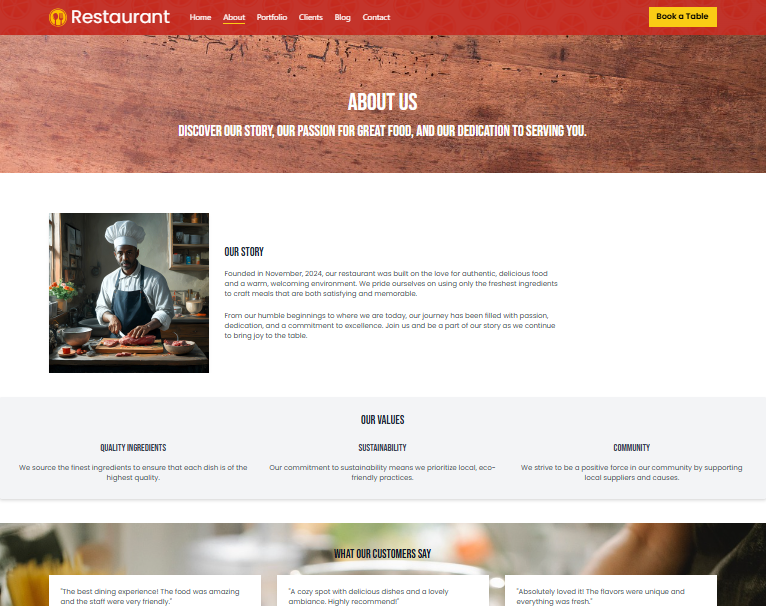 Restaurant
Home About Portfolio Clients Blog Contact
Book a Table
ABOUT US
DISCOVER OUR STORY, OUR PASSION FOR GREAT FOOD, AND OUR DEDICATION TO SERVING YOU.
OUR STORY
Founded in November, 2024, our restaurant was built on the love for authentic, delicious food
and a warm, welcoming environment. We pride ourselves on using only the freshest ingredients
to craft meals that are both satisfying and memorable.
From our humble beginnings to where we are today, our journey has been filled with passion,
dedication, and a commitment to excellence. Join us and be a part of our story as we continue
to bring joy to the table.
OUR VALUES
QUALITY INGREDIENTS
We source the finest ingredients to ensure that each dish is of the
highest quality.
SUSTAINABILITY
Our commitment to sustainability means we prioritize local, eco-
friendly practices.
COMMUNITY
We strive to be a positive force in our community by supporting
local suppliers and causes.
WHAT OUR CUSTOMERS SAY
"The best dining experience! The food was amazing
and the staff were very friendly."
"A cozy spot with delicious dishes and a lovely
ambiance. Highly recommend!"
"Absolutely loved it! The flavors were unique and
everything was fresh."